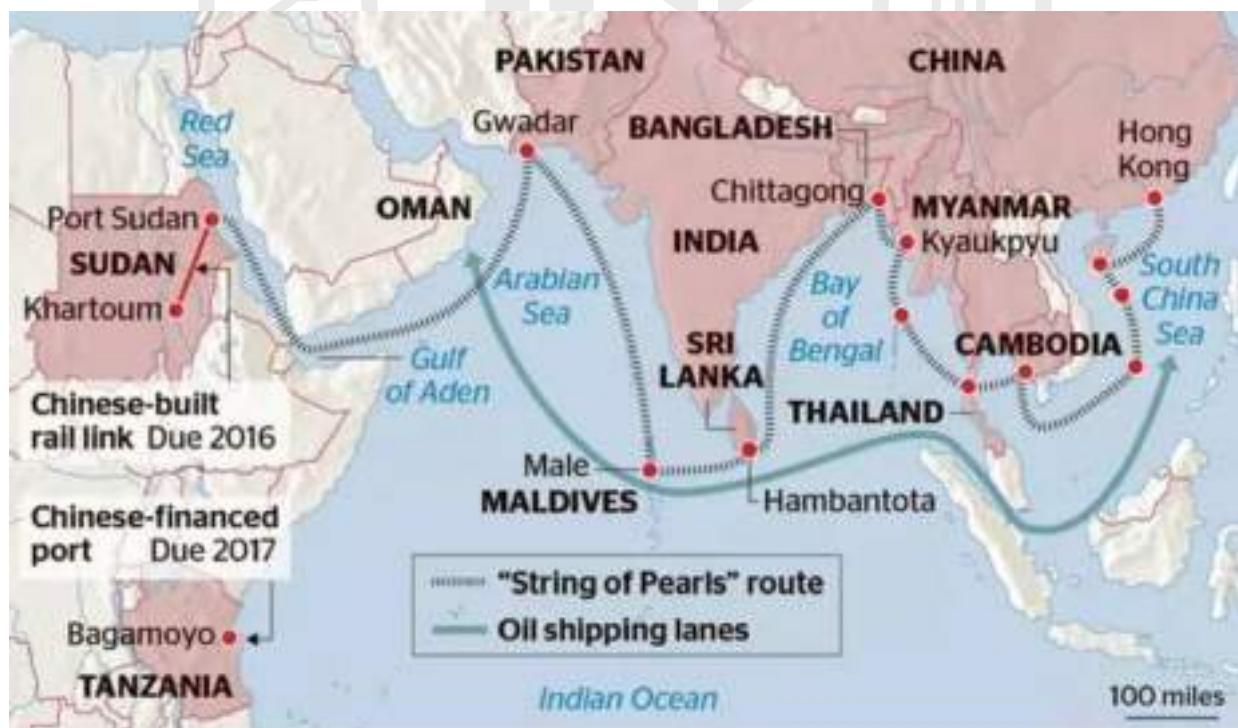 PAKISTAN
CHINA
Red
Sea
Gwadar
BANGLADESH
Hong
Kong
Chittagong
Port Sudan
OMAN
MYANMAR
SUDAN
INDIA
Kyaukpyu
Khartoum
Arabian
Sea
Bay
of
Bengal
South
China
Sea
Gulf
of Aden
SRI
LANKA
CAMBODIA
THAILAND
Chinese-built
rail link Due 2016
Male
MALDIVES
Hambantota
Chinese-financed
port Due 2017
"String of Pearls" route
Oil shipping lanes
Bagamoyo
TANZANIA
Indian Ocean
100 miles